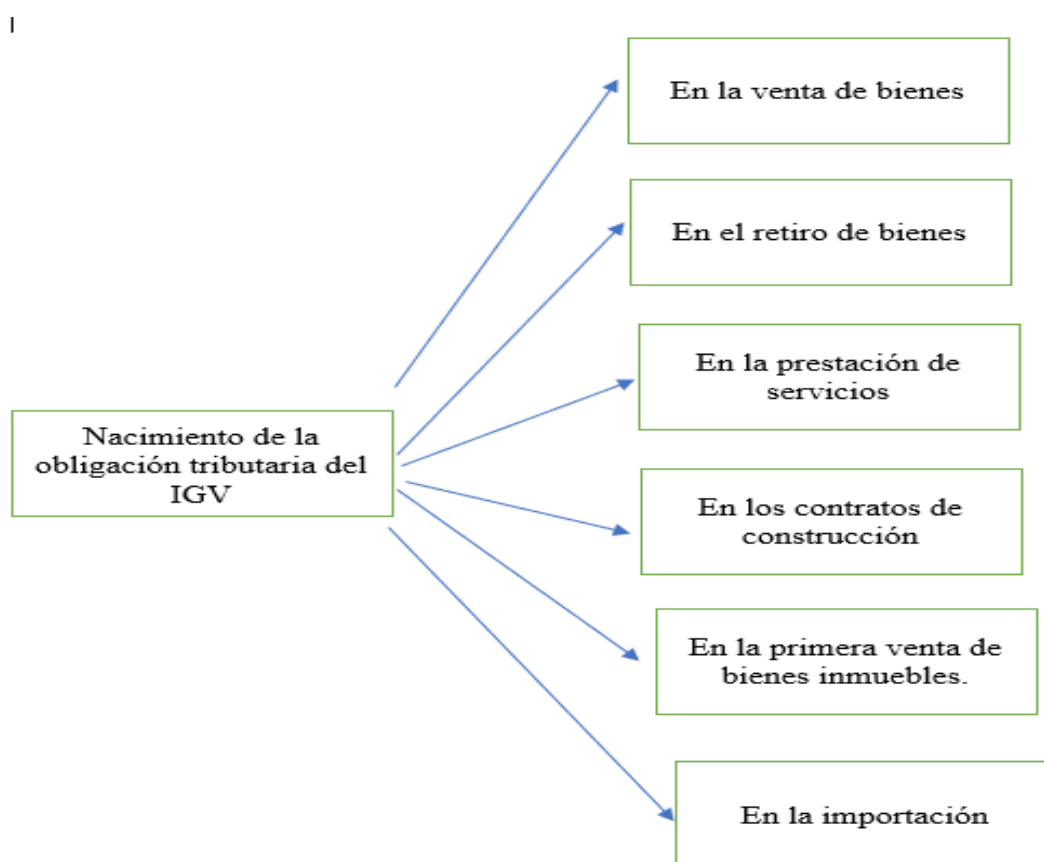 I
En la venta de bienes
En el retiro de bienes
En la prestación de
servicios
Nacimiento de la
obligación tributaria del
IGV
En los contratos de
construcción
En la primera venta de
bienes inmuebles.
En la importación